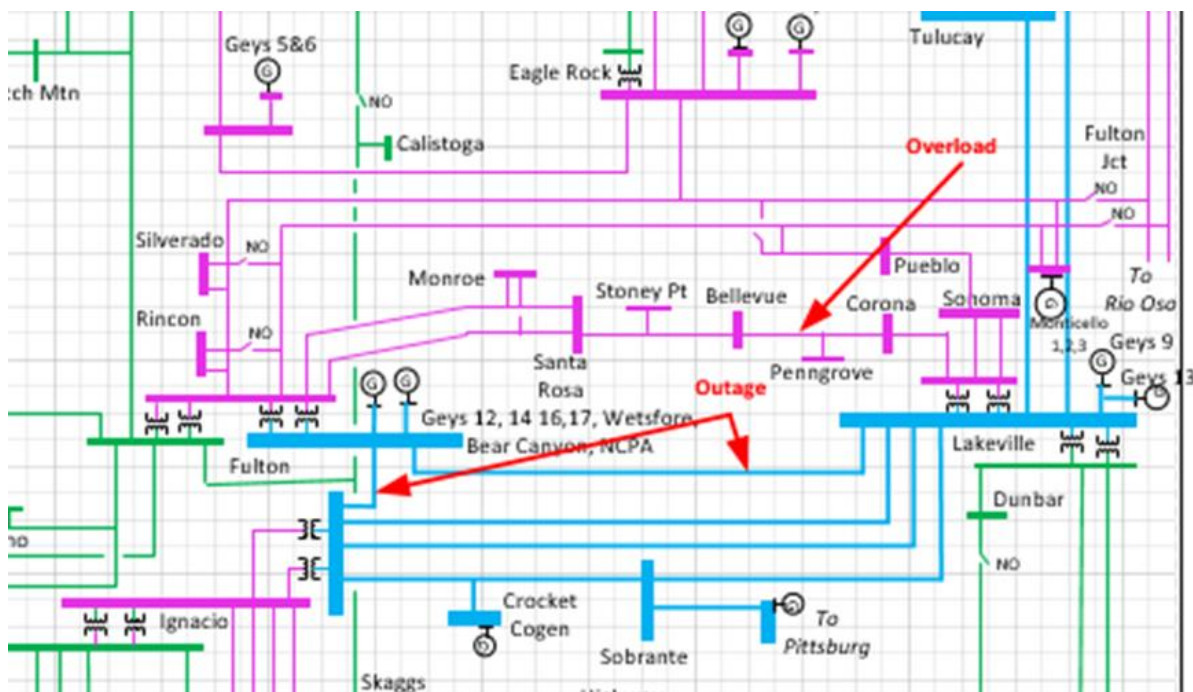 Geys 5&6
G
G
G
Tulucay
Eagle Rock
ch Mtn
NO
Calistoga
Overload
Fulton
Jct
NO
NO
Silverado
NO
Monroe
Stoney Pt
Bellevue
Pueblo
Corona
Sonoma
To
Rio Oso
G
Monticello
1,2,3
Geys 9
G
Geys 13
G
Rincon
NO
Santa
Rosa
Penngrove
Outage
G
G
Geys 12, 14 16,17, Wetsfore,
Bear Canyon, NCPA
Lakeville
Fulton
Dunbar
NO
no
Ignacio
Crocket
Cogen
G
Sobrante
G
To
Pittsburg
Skaggs